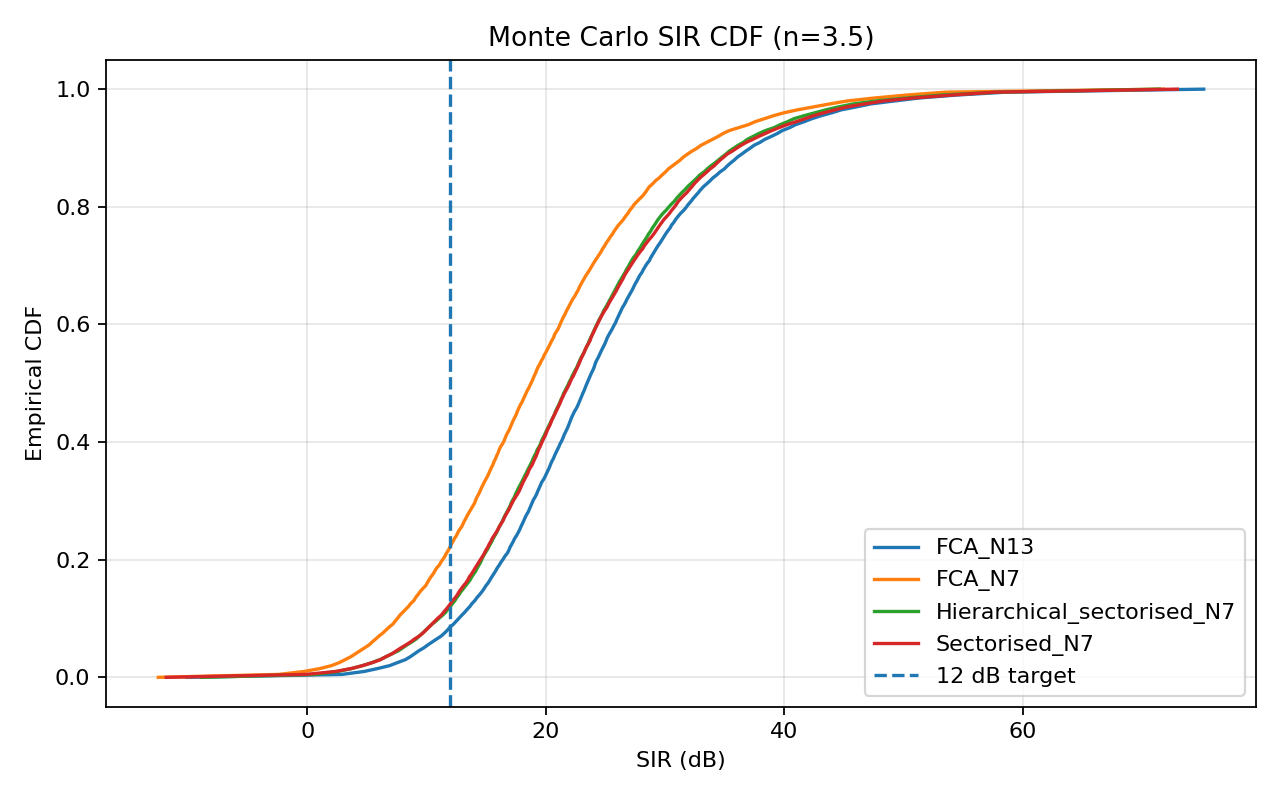 Monte Carlo SIR CDF (n=3.5)
Empirical CDF
1.0
0.8
0.6
0.4
0.2
0.0
FCA_N13
FCA_N7
Hierarchical_sectorised_N7
Sectorised_N7
12 dB target
0 20 40 60
SIR (dB)